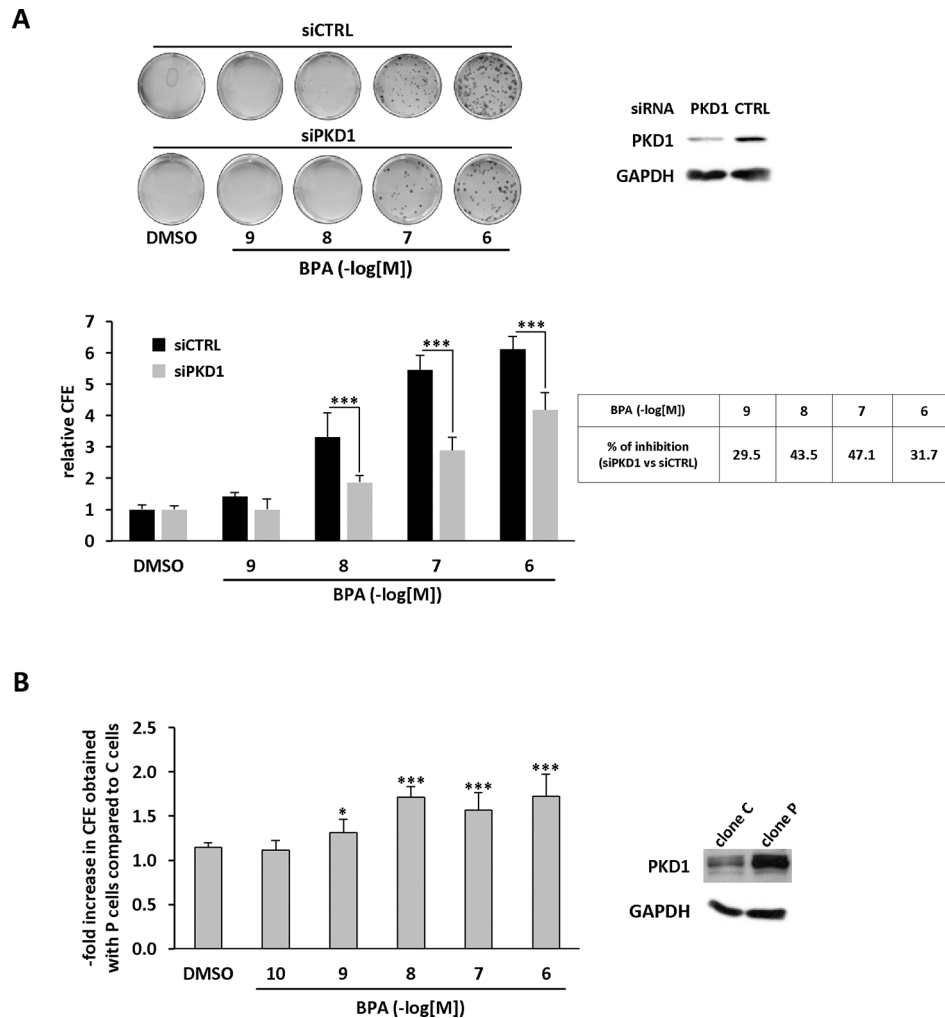 A
siCTRL
siPKD1
DMSO 9 8 7 6
BPA (-log[M])
siRNA PKD1 CTRL
PKD1
GAPDH
relative CFE
7
6
5
4
3
2
1
0
siCTRL
siPKD1
***
***
***
DMSO 9 8 7 6
BPA (-log[M])
BPA (-log[M]) 9 8 7 6
% of inhibition
(siPKD1 vs siCTRL) 29.5 43.5 47.1 31.7
B
-fold increase in CFE obtained
with P cells compared to C cells
2.5
2.0
1.5
1.0
0.5
0.0
*
***
***
***
DMSO 10 9 8 7 6
BPA (-log[M])
clone C clone P
PKD1
GAPDH